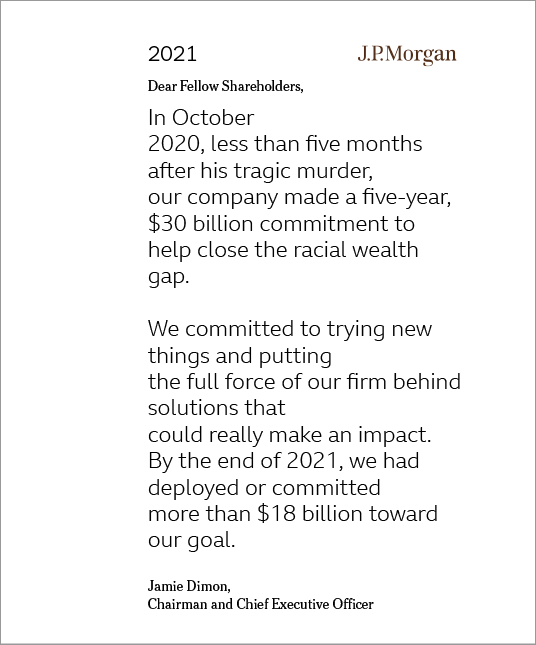 2021
J.P.Morgan
Dear Fellow Shareholders,
In October
2020, less than five months
after his tragic murder,
our company made a five-year,
$30 billion commitment to
help close the racial wealth
gap.
We committed to trying new
things and putting
the full force of our firm behind
solutions that
could really make an impact.
By the end of 2021, we had
deployed or committed
more than $18 billion toward
our goal.
Jamie Dimon,
Chairman and Chief Executive Officer